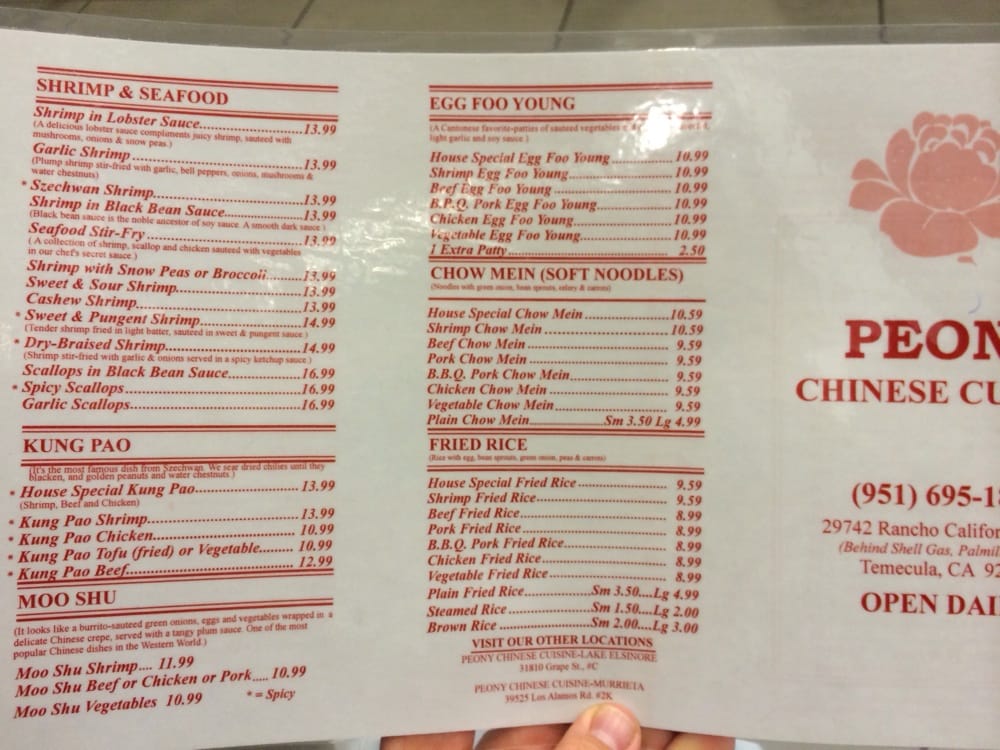 SHRIMP & SEAFOOD
Shrimp in Lobster Sauce....................13.99
(A delicious lobster sauce compliments juicy shrimp, sauteed with
mushrooms, onions & snow peas.)
Garlic Shrimp....................13.99
(Plump shrimp stir-fried with garlic, bell peppers, onions, mushrooms &
water chestnuts)
* Szechwan Shrimp....................13.99
Shrimp in Black Bean Sauce....................13.99
(Black bean sauce is the noble ancestor of soy sauce. A smooth dark sauce.)
Seafood Stir-Fry....................13.99
( A collection of shrimp, scallop and chicken sauteed with vegetables
in our chef's secret sauce.)
Shrimp with Snow Peas or Broccoii.........13.99
Sweet & Sour Shrimp....................13.99
Cashew Shrimp....................13.99
* Sweet & Pungent Shrimp....................14.99
(Tender shrimp fried in light batter, sauteed in sweet & pungent sauce.)
* Dry-Braised Shrimp....................14.99
(Shrimp stir-fried with garlic & onions served in a spicy ketchup sauce.)
Scallops in Black Bean Sauce....................16.99
* Spicy Scallops....................16.99
Garlic Scallops....................16.99
KUNG PAO
(It's the most famous dish from Szechwan. We sear dried chilies until they
blacken, and golden peanuts and water chestnuts.)
* House Special Kung Pao....................13.99
(Shrimp, Beef and Chicken)
* Kung Pao Shrimp....................13.99
* Kung Pao Chicken....................10.99
* Kung Pao Tofu (fried) or Vegetable........ 10.99
* Kung Pao Beef.................... 12.99
MOO SHU
(It looks like a burrito-sauteed green onions, eggs and vegetables wrapped in a
delicate Chinese crepe, served with a tangy plum sauce. One of the most
popular Chinese dishes in the Western World.)
Moo Shu Shrimp.... 11.99
Moo Shu Beef or Chicken or Pork..... 10.99
Moo Shu Vegetables 10.99
* = Spicy
EGG FOO YOUNG
(A Cantonese favorite-patties of sauteed vegetables
light garlic and soy sauce.)
House Special Egg Foo Young....................10.99
Shrimp Egg Foo Young....................10.99
Beef Egg Foo Young....................10.99
B.P.Q. Pork Egg Foo Young....................10.99
Chicken Egg Foo Young....................10.99
Vegetable Egg Foo Young....................10.99
1 Extra Patty.................... 2.50
CHOW MEIN (SOFT NOODLES)
(Noodles with green onion, bean sprouts, celery & carrots)
House Special Chow Mein....................10.59
Shrimp Chow Mein....................10.59
Beef Chow Mein.................... 9.59
Pork Chow Mein.................... 9.59
B.B.Q. Pork Chow Mein.................... 9.59
Chicken Chow Mein.................... 9.59
Vegetable Chow Mein.................... 9.59
Plain Chow Mein....................Sm 3.50 Lg 4.99
FRIED RICE
(Rice with egg, bean sprouts, green onion, peas & carrots)
House Special Fried Rice.................... 9.59
Shrimp Fried Rice.................... 9.59
Beef Fried Rice.................... 8.99
Pork Fried Rice.................... 8.99
B.B.Q. Pork Fried Rice.................... 8.99
Chicken Fried Rice.................... 8.99
Vegetable Fried Rice.................... 8.99
Plain Fried Rice....................Sm 3.50....Lg 4.99
Steamed Rice....................Sm 1.50....Lg 2.00
Brown Rice....................Sm 2.00....Lg 3.00
VISIT OUR OTHER LOCATIONS
PEONY CHINESE CUISINE-LAKE ELSINORE
31810 Grape St., #C
PEONY CHINESE CUISINE-MURRIETA
39525 Los Alamos Rd. #2K
PEON
CHINESE CU
(951) 695-1
29742 Rancho Califor
(Behind Shell Gas, Palmi
Temecula, CA 92
OPEN DAI